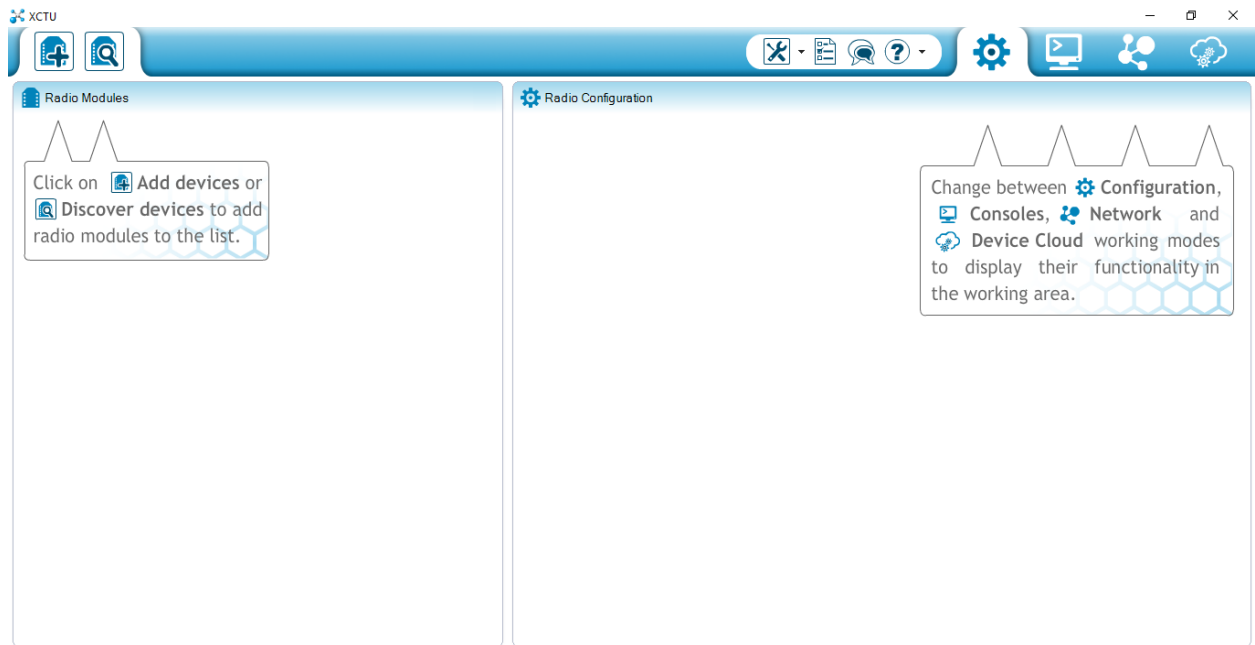 XCTU
Radio Modules
Click on Add devices or
Discover devices to add
radio modules to the list.
Radio Configuration
Change between Configuration,
Consoles, Network and
Device Cloud working modes
to display their functionality in
the working area.